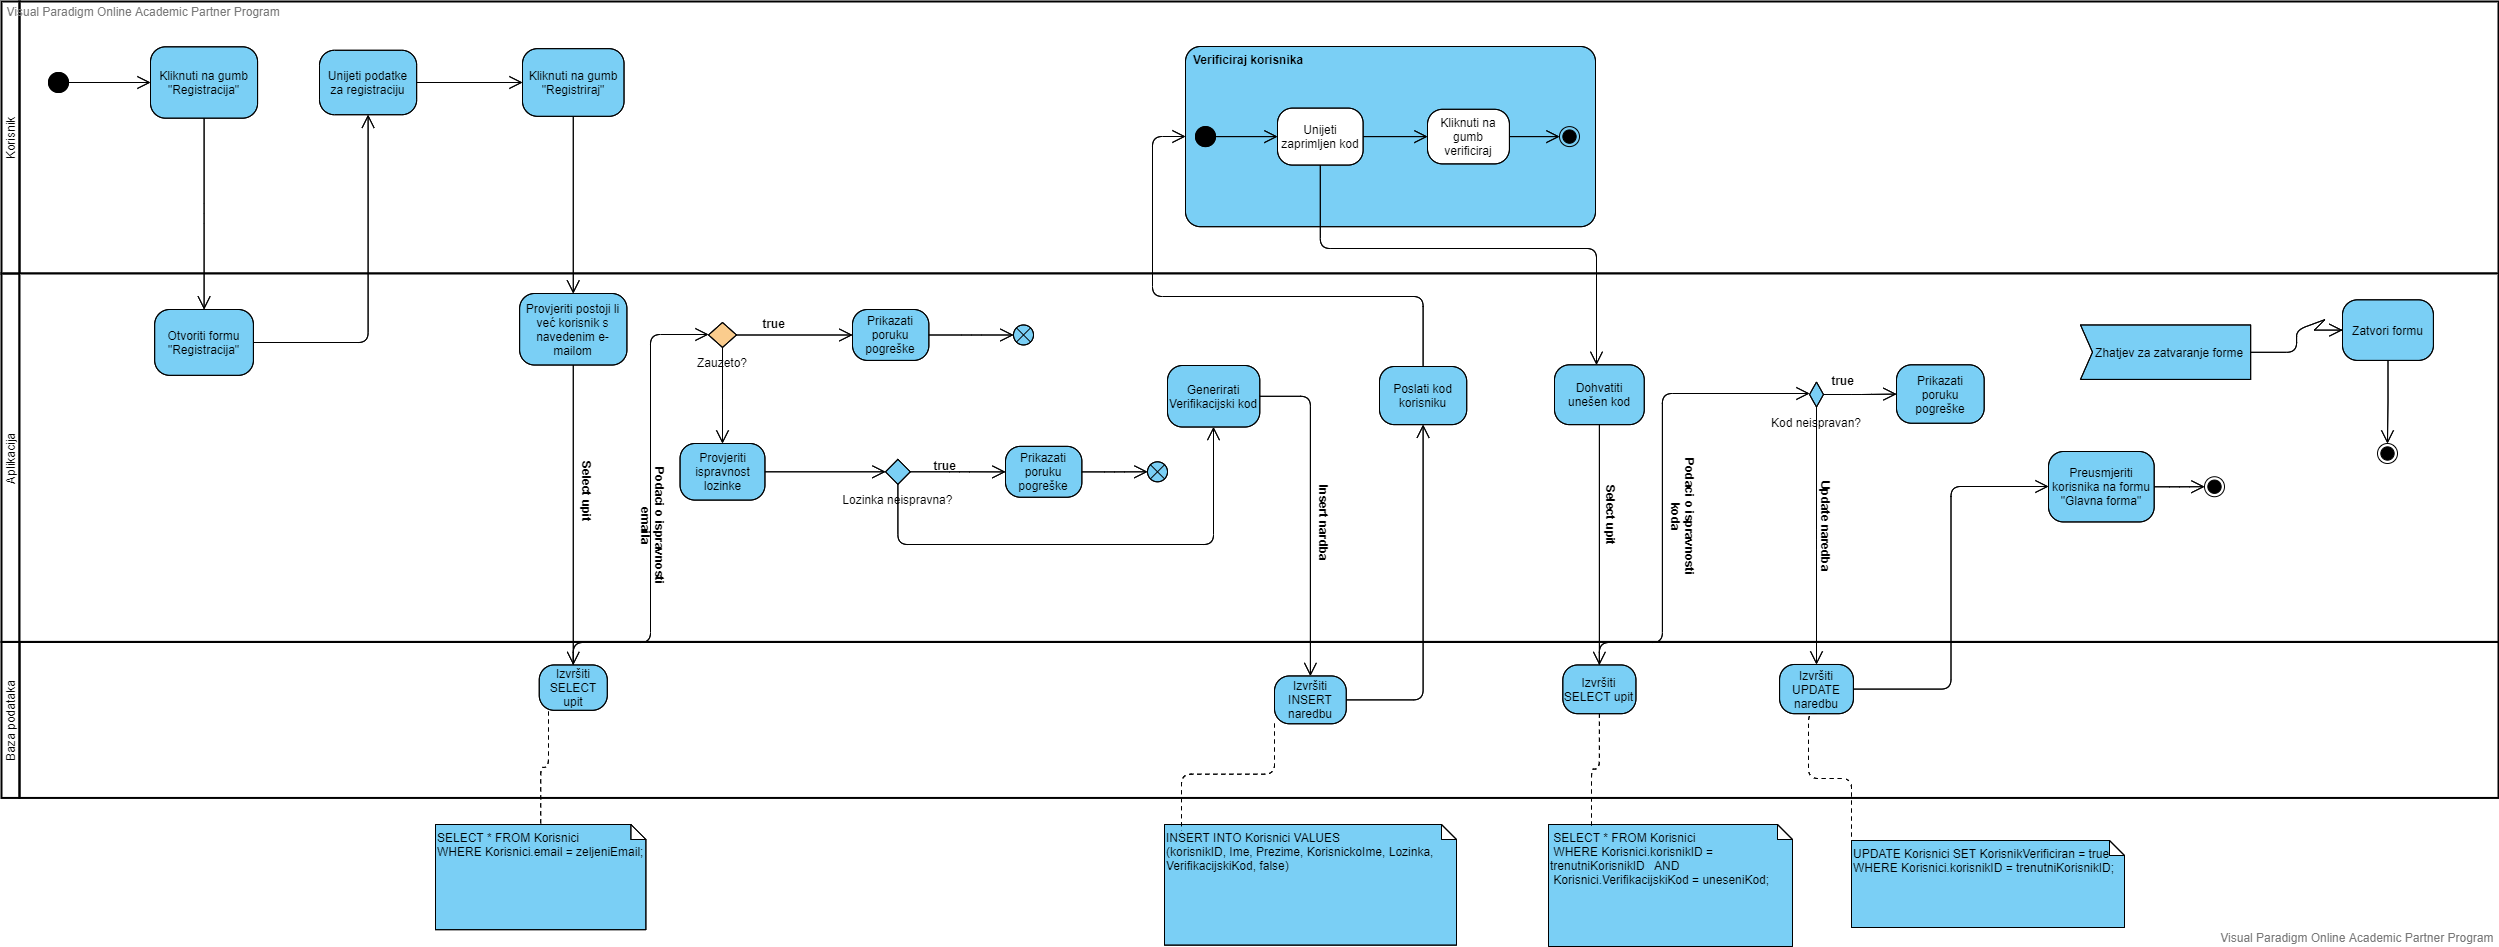 Visual Paradigm Online Academic Partner Program
Korisnik
Kliknuti na gumb
"Registracija"
Unijeti podatke
za registraciju
Kliknuti na gumb
"Registriraj"
Verificiraj korisnika
Unijeti
zaprimljen kod
Kliknuti na
gumb
verificiraj
Aplikacija
Otvoriti formu
"Registracija"
Provjeriti postoji li
već korisnik s
navedenim e-
mailom
Select upit
Podaci o ispravnosti
emaila
Zauzeto?
true
Prikazati
poruku
pogreške
Provjeriti
ispravnost
lozinke
Lozinka neispravna?
true
Prikazati
poruku
pogreške
Generirati
Verifikacijski kod
Insert nardba
Poslati kod
korisniku
Dohvatiti
unešen kod
Select upit
Podaci o ispravnosti
koda
Kod neispravan?
true
Prikazati
poruku
pogreške
Update naredba
Preusmjeriti
korisnika na formu
"Glavna forma"
Zhatjev za zatvaranje forme
Zatvori formu
Baza podataka
Izvršiti
SELECT
upit
Izvršiti
INSERT
naredbu
Izvršiti
SELECT upit
Izvršiti
UPDATE
naredbu
SELECT * FROM Korisnici
WHERE Korisnici.email = zeljeniEmail;
INSERT INTO Korisnici VALUES
(korisnikID, Ime, Prezime, KorisnickoIme, Lozinka,
VerifikacijskiKod, false)
SELECT * FROM Korisnici
WHERE Korisnici.korisnikID =
trenutniKorisnikID AND
Korisnici.VerifikacijskiKod = uneseniKod;
UPDATE Korisnici SET KorisnikVerificiran = true
WHERE Korisnici.korisnikID = trenutniKorisnikID;
Visual Paradigm Online Academic Partner Program